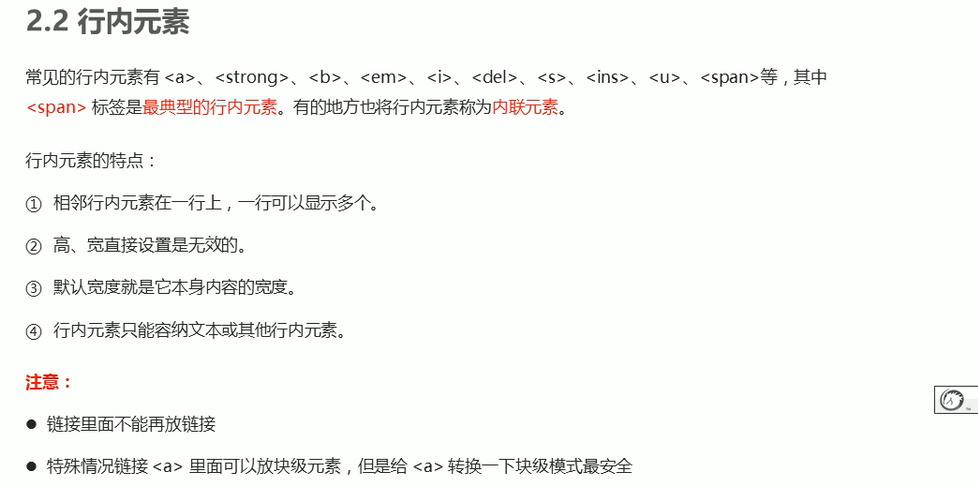 2.2 行内元素
常见的行内元素有 <a>、<strong>、<b>、<em>、<i>、<del>、<s>、<ins>、<u>、<span>等，其中
<span> 标签是最典型的行内元素。有的地方也将行内元素称为内联元素。
行内元素的特点：
① 相邻行内元素在一行上，一行可以显示多个。
② 高、宽直接设置是无效的。
③ 默认宽度就是它本身内容的宽度。
④ 行内元素只能容纳文本或其他行内元素。
注意：
● 链接里面不能再放链接
● 特殊情况链接 <a> 里面可以放块级元素，但是给 <a> 转换一下块级模式最安全